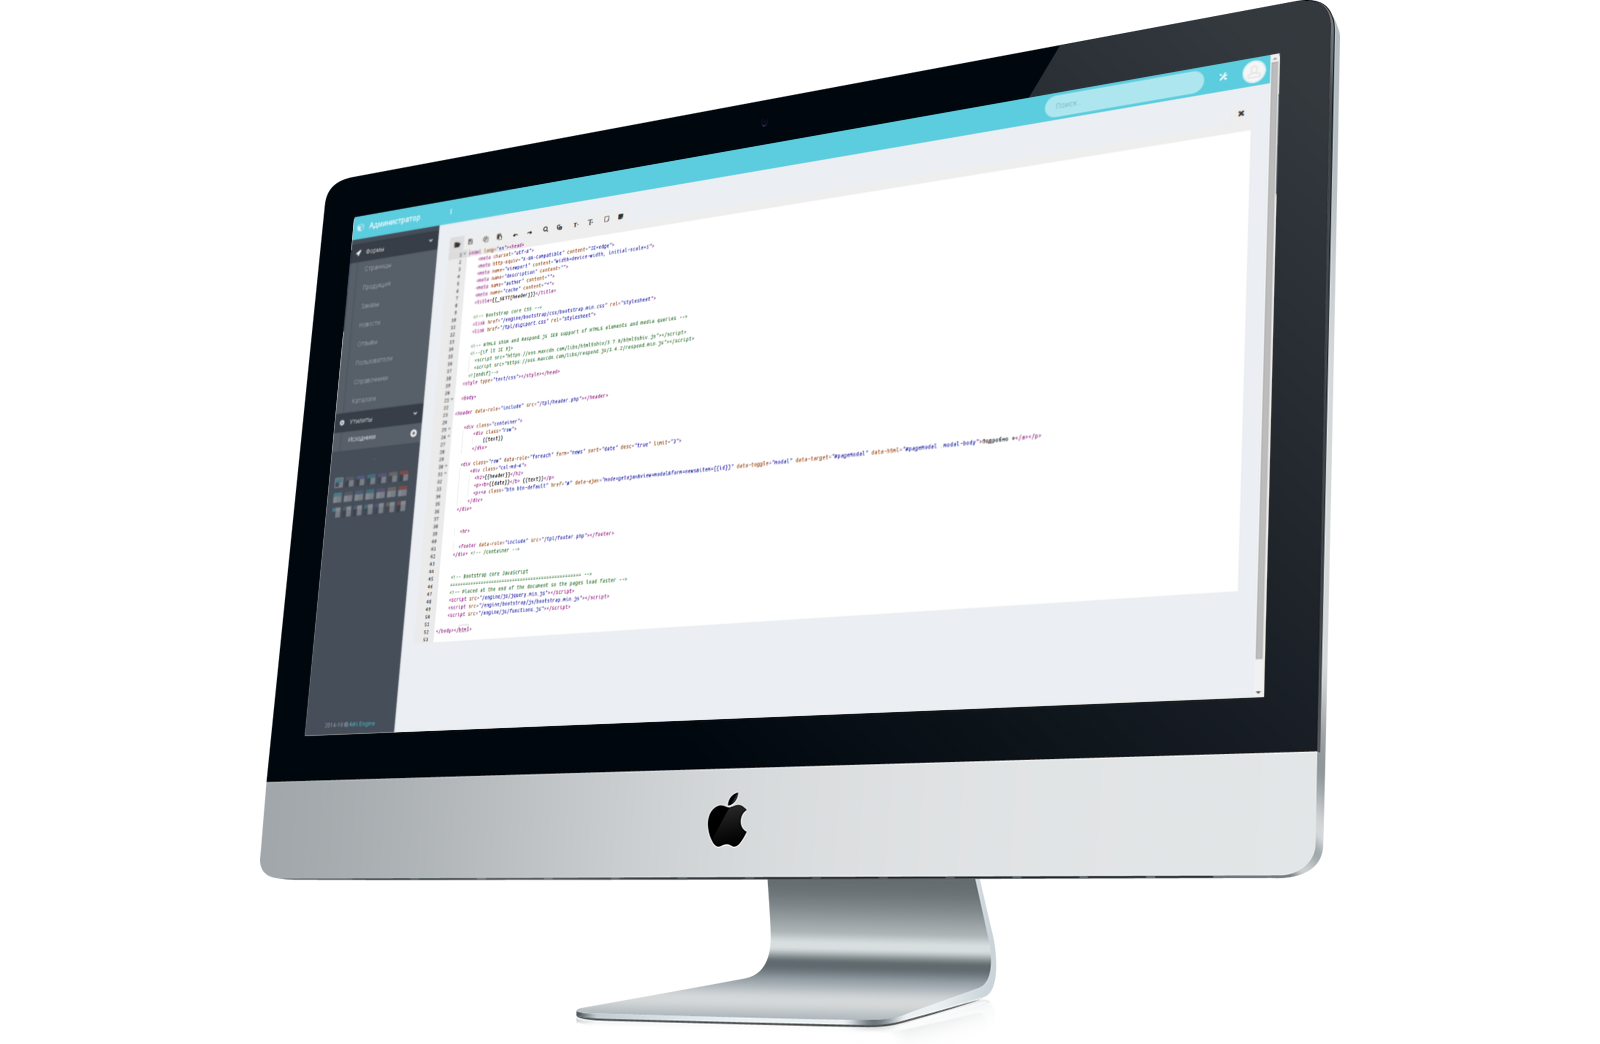 Поиск...
Администратор
Формы
Страницы
Продукция
Заказы
Новости
Отзывы
Пользователи
Справочники
Каталоги
Утилиты
Исходники
<html lang="en"><head>
<meta charset="utf-8">
<meta http-equiv="X-UA-Compatible" content="IE=edge">
<meta name="viewport" content="width=device-width, initial-scale=1">
<meta name="description" content="">
<meta name="author" content="">
<meta name="cache" content="*">
<title>{{_SETT[header]}}</title>
<!-- Bootstrap core CSS -->
<link href="/engine/bootstrap/css/bootstrap.min.css" rel="stylesheet">
<link href="/tpl/digiport.css" rel="stylesheet">
<!-- HTML5 shim and Respond.js IE8 support of HTML5 elements and media queries -->
<script src="https://oss.maxcdn.com/libs/html5shiv/3.7.0/html5shiv.js"></script>
<script src="https://oss.maxcdn.com/libs/respond.js/1.4.2/respond.min.js"></script>
<![endif]-->
<style type="text/css"></style></head>
<body>
<header data-role="include" src="/tpl/header.php"></header>
<div class="container">
<div class="row">
{{text}}
</div>
<div class="row" data-role="foreach" form="news" sort="date" desc="true" limit="3">
<div class="col-md-4">
<h2>{{header}}</h2>
<p><b>{{date}}</b> {{text}}</p>
<p><a class="btn btn-default" href="#" data-ajax="mode=getajax&view=modal&form=news&item={{id}}" data-toggle="modal" data-target="#pageModal" data-html="#pageModal .modal-body">Подробно »</a></p>
</div>
</div>
<hr>
<footer data-role="include" src="/tpl/footer.php"></footer>
</div> <!-- /container -->
<!-- Bootstrap core JavaScript
================================================== -->
<!-- Placed at the end of the document so the pages load faster -->
<script src="/engine/js/jquery.min.js"></script>
<script src="/engine/bootstrap/js/bootstrap.min.js"></script>
<script src="/engine/js/functions.js"></script>
</body></html>